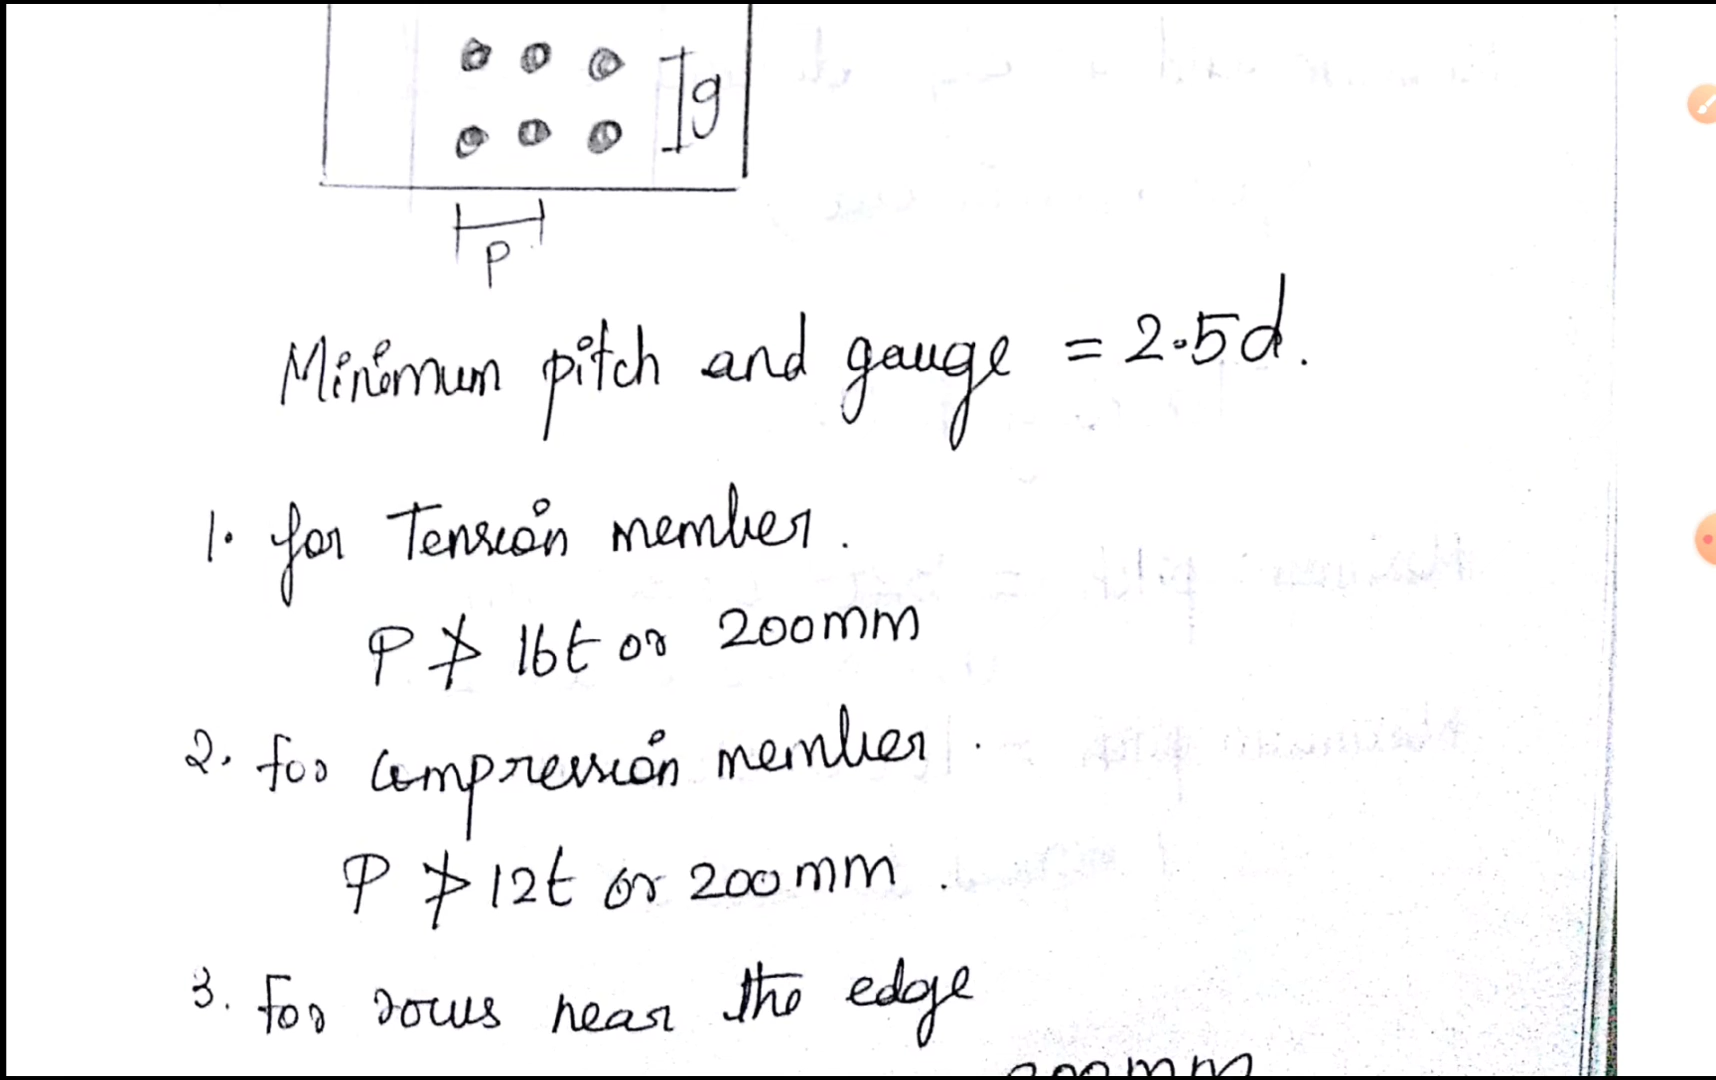 g
P
Minimum pitch and gauge = 2.5d.
1. for Tension member.
P ≯ 16t or 200mm
2. for compression member.
P ≯ 12t or 200mm.
3. for rows near the edge
200mm